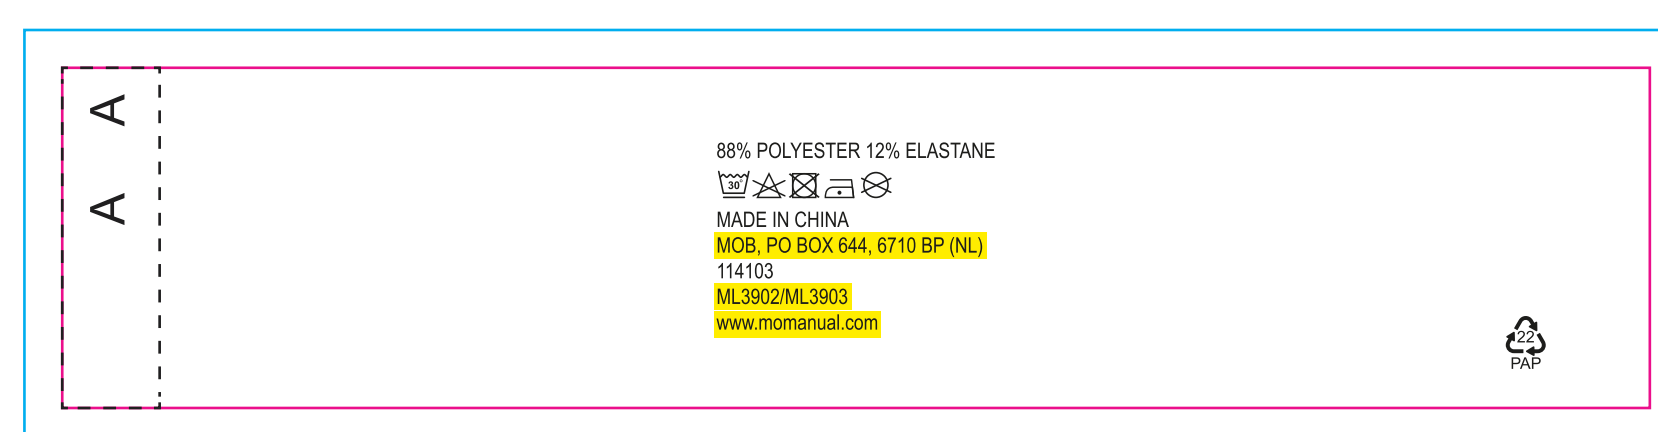 A
A
88% POLYESTER 12% ELASTANE
30°
MADE IN CHINA
MOB, PO BOX 644, 6710 BP (NL)
114103
ML3902/ML3903
www.momanual.com
22
PAP